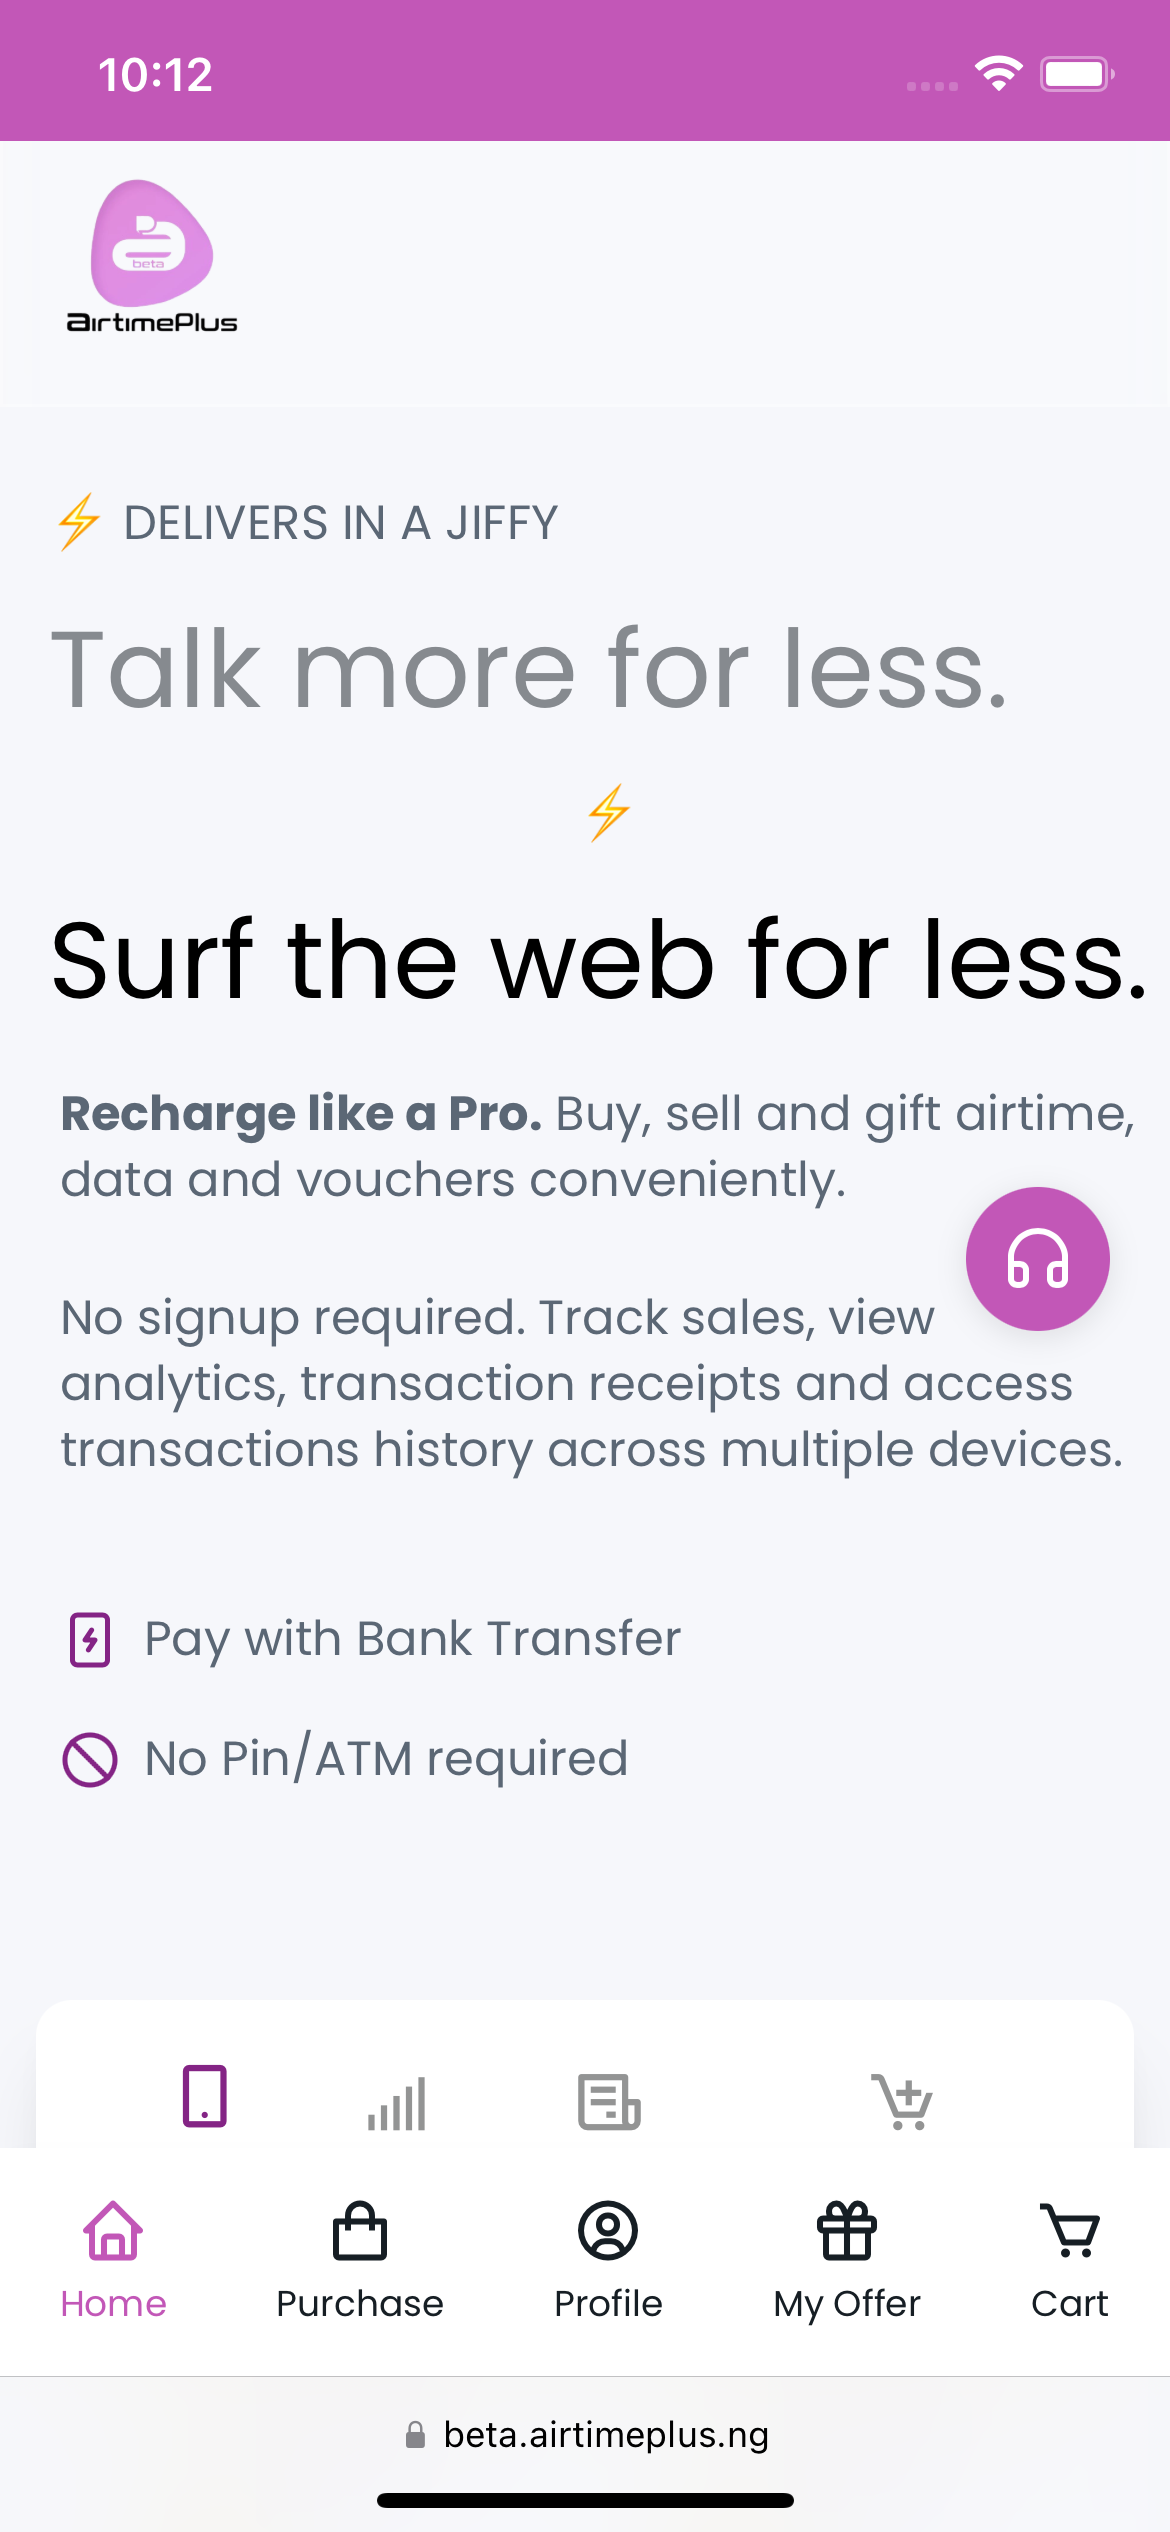 10:12
beta
AirtimePlus
⚡ DELIVERS IN A JIFFY
Talk more for less.
⚡
Surf the web for less.
Recharge like a Pro. Buy, sell and gift airtime,
data and vouchers conveniently.
No signup required. Track sales, view
analytics, transaction receipts and access
transactions history across multiple devices.
Pay with Bank Transfer
No Pin/ATM required
Home
Purchase
Profile
My Offer
Cart
beta.airtimeplus.ng